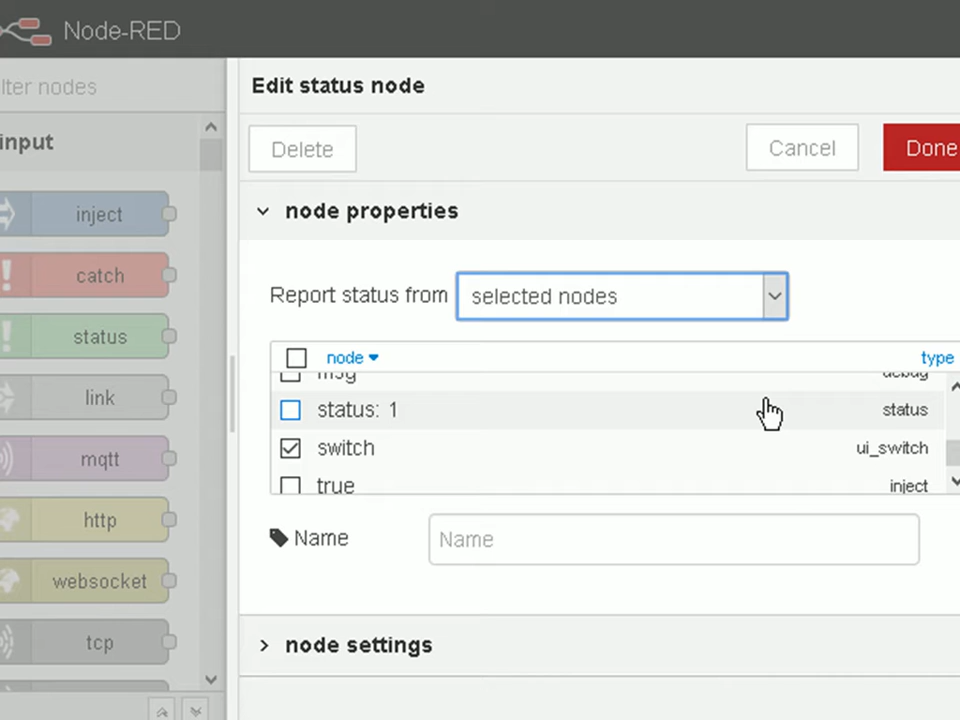 Node-RED
lter nodes
Edit status node
input
Delete
Cancel
Done
node properties
inject
catch
status
link
mqtt
http
websocket
tcp
Report status from
selected nodes
node
type
msg
debug
status: 1
status
switch
ui_switch
true
inject
Name
Name
node settings